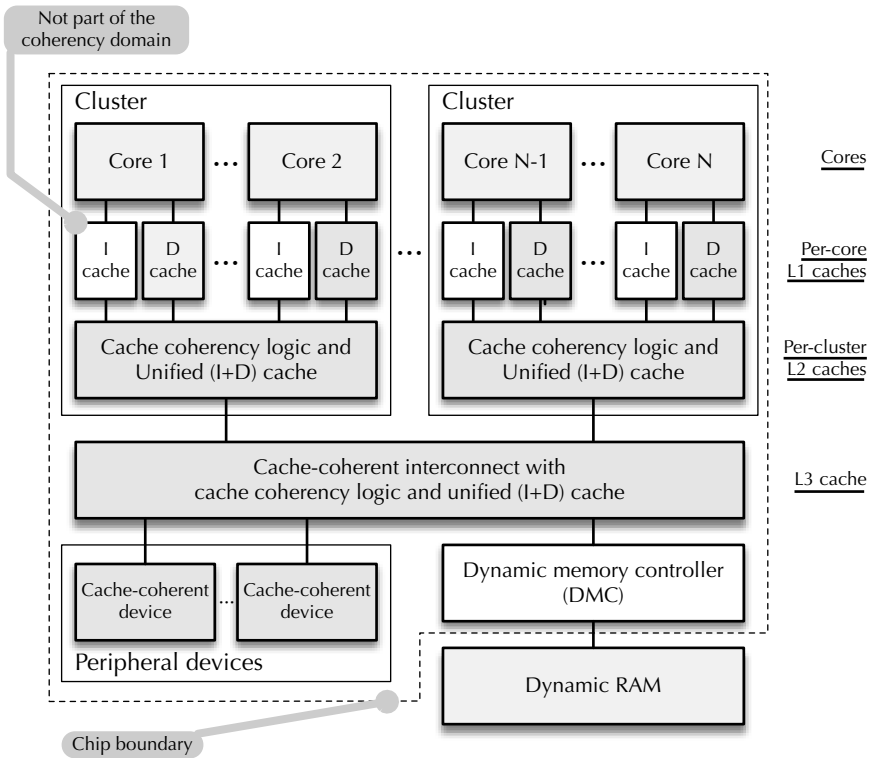 Not part of the
coherency domain
Cluster
Cluster
Core 1
...
Core 2
Core N-1
...
Core N
Cores
I
cache
D
cache
...
I
cache
D
cache
...
I
cache
D
cache
...
I
cache
D
cache
Per-core
L1 caches
Cache coherency logic and
Unified (I+D) cache
Cache coherency logic and
Unified (I+D) cache
Per-cluster
L2 caches
Cache-coherent interconnect with
cache coherency logic and unified (I+D) cache
L3 cache
Cache-coherent
device
...
Cache-coherent
device
Dynamic memory controller
(DMC)
Peripheral devices
Dynamic RAM
Chip boundary